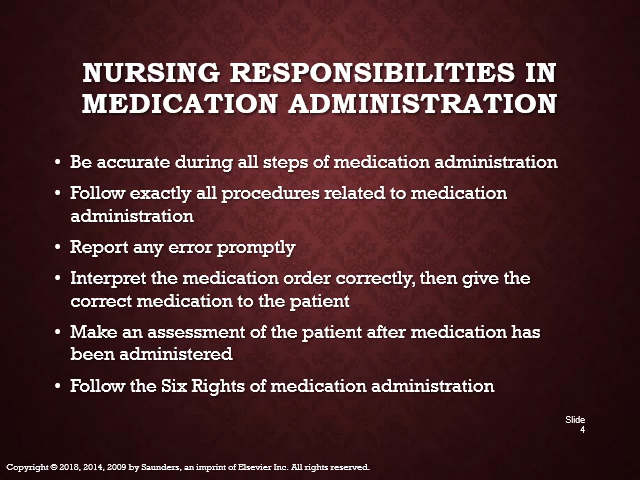 NURSING RESPONSIBILITIES IN
MEDICATION ADMINISTRATION
• Be accurate during all steps of medication administration
• Follow exactly all procedures related to medication
administration
• Report any error promptly
• Interpret the medication order correctly, then give the
correct medication to the patient
• Make an assessment of the patient after medication has
been administered
• Follow the Six Rights of medication administration
Slide
4
Copyright © 2018, 2014, 2009 by Saunders, an imprint of Elsevier Inc. All rights reserved.